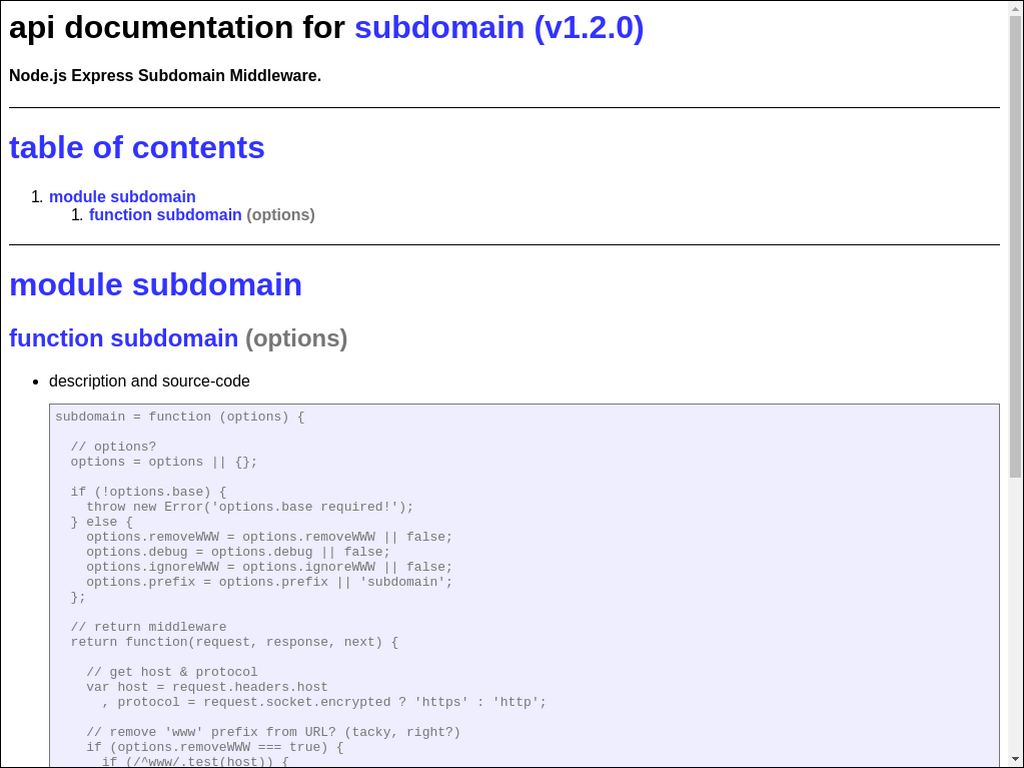 api documentation for subdomain (v1.2.0)
Node.js Express Subdomain Middleware.
table of contents
1. module subdomain
1. function subdomain (options)
module subdomain
function subdomain (options)
• description and source-code
subdomain = function (options) {
  // options?
  options = options || {};
  if (!options.base) {
    throw new Error('options.base required!');
  } else {
    options.removeWWW = options.removeWWW || false;
    options.debug = options.debug || false;
    options.ignoreWWW = options.ignoreWWW || false;
    options.prefix = options.prefix || 'subdomain';
  };
  // return middleware
  return function(request, response, next) {
    // get host & protocol
    var host = request.headers.host
      , protocol = request.socket.encrypted ? 'https' : 'http';
    // remove 'www' prefix from URL? (tacky, right?)
    if (options.removeWWW === true) {
      if (/^www/.test(host)) {